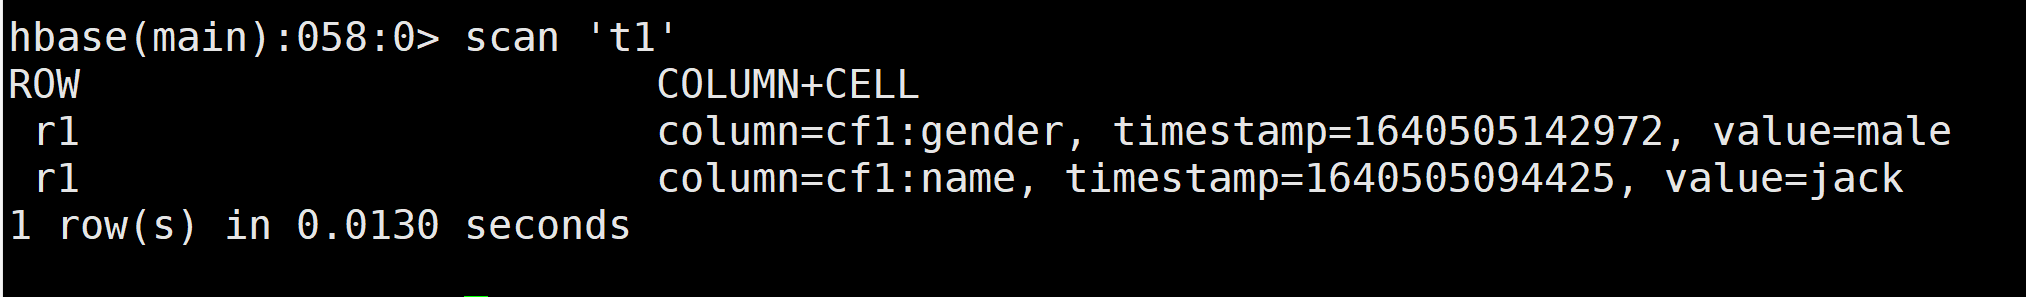 hbase(main):058:0> scan 't1'
ROW                        COLUMN+CELL
 r1                        column=cf1:gender, timestamp=1640505142972, value=male
 r1                        column=cf1:name, timestamp=1640505094425, value=jack
1 row(s) in 0.0130 seconds